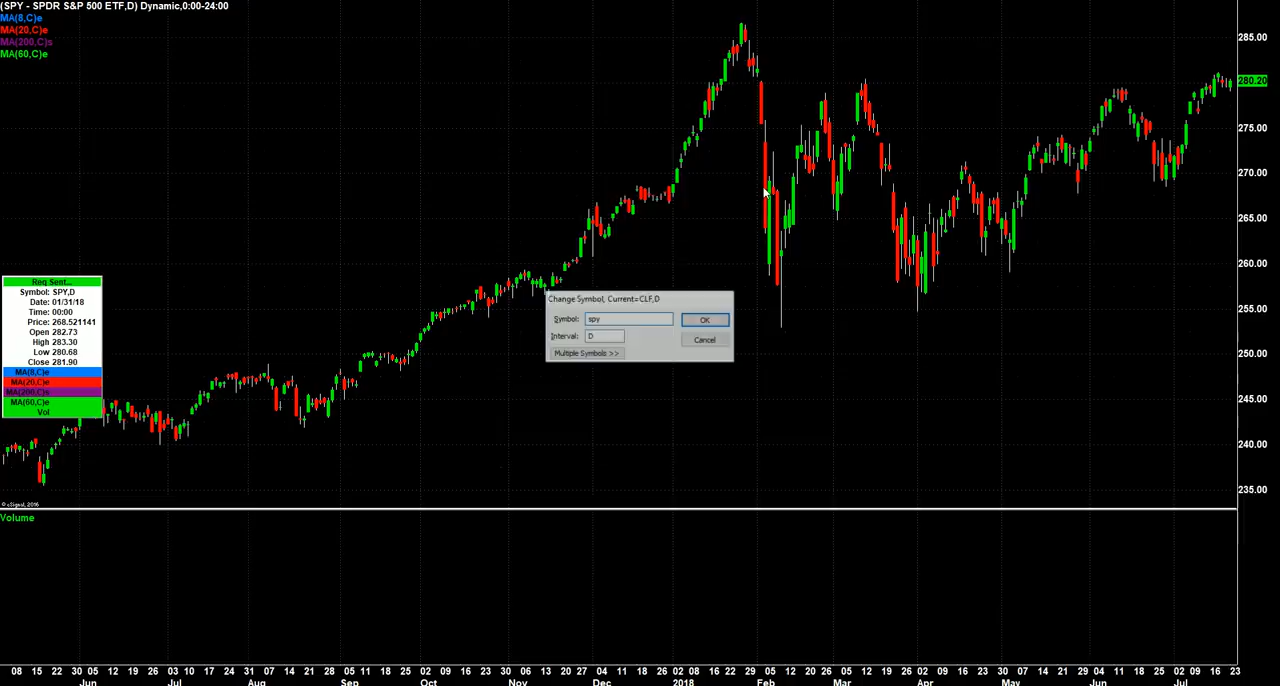 (SPY - SPDR S&P 500 ETF,D) Dynamic,0:00-24:00
MA(8,C)e
MA(20,C)e
MA(200,C)s
MA(60,C)e
285.00
280.20
275.00
270.00
265.00
260.00
255.00
250.00
245.00
240.00
235.00
Req Sent...
Symbol: SPY,D
Date: 01/31/18
Time: 00:00
Price: 268.521141
Open 282.73
High 283.30
Low 280.68
Close 281.90
MA(8,C)e
MA(20,C)e
MA(200,C)s
MA(60,C)e
Vol
Change Symbol, Current=CLF,D
Symbol: spy OK
Interval: D Cancel
Multiple Symbols >>
© eSignal, 2016
Volume
08 15 22 30 05 12 19 26 03 10 17 24 31 07 14 21 28 05 11 18 25 02 09 16 23 30 06 13 20 27 04 11 18 26 02 08 16 22 29 05 12 20 26 05 12 19 26 02 09 16 23 30 07 14 21 29 04 11 18 25 02 09 16 23
Jun Jul Aug Sep Oct Nov Dec 2018 Feb Mar Apr May Jun Jul